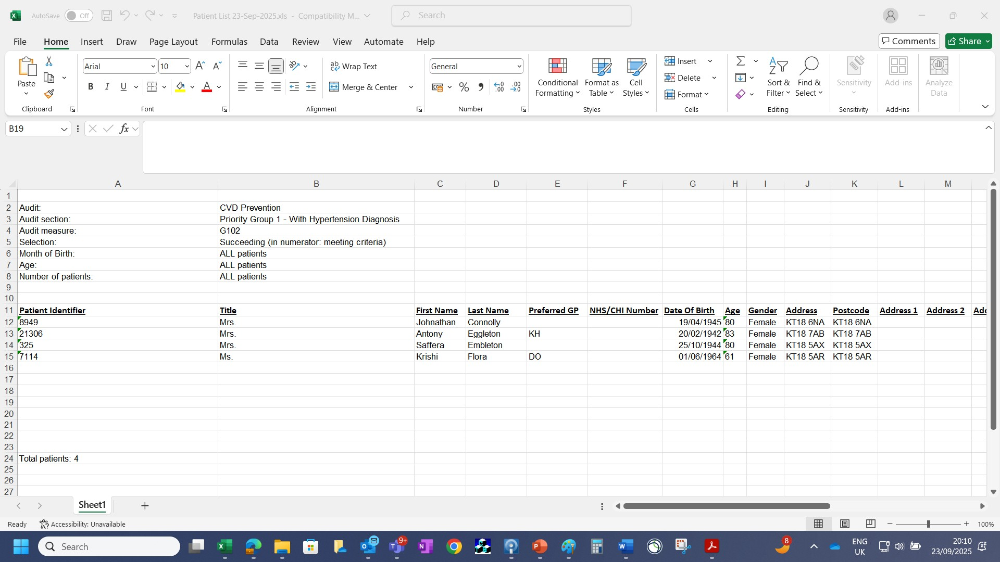 AutoSave Off Patient List 23-Sep-2025.xls - Compatibility M... Search
File Home Insert Draw Page Layout Formulas Data Review View Automate Help Comments Share
Paste Arial 10 Wrap Text General Conditional Formatting Format as Table Cell Styles Insert Sort & Filter Find & Select Sensitivity Add-ins Analyze Data
B I U Merge & Center % Delete
Format
Clipboard Font Alignment Number Styles Cells Editing Sensitivity Add-ins
B19 fx
A B C D E F G H I J K L M
1
2 Audit: CVD Prevention
3 Audit section: Priority Group 1 - With Hypertension Diagnosis
4 Audit measure: G102
5 Selection: Succeeding (in numerator: meeting criteria)
6 Month of Birth: ALL patients
7 Age: ALL patients
8 Number of patients: ALL patients
9
10
11 Patient Identifier Title First Name Last Name Preferred GP NHS/CHI Number Date Of Birth Age Gender Address Postcode Address 1 Address 2 Adc
12 8949 Mrs. Johnathan Connolly 19/04/1945 80 Female KT18 6NA KT18 6NA
13 21306 Mrs. Antony Eggleton KH 20/02/1942 83 Female KT18 7AB KT18 7AB
14 325 Mrs. Saffera Embleton 25/10/1944 80 Female KT18 5AX KT18 5AX
15 7114 Ms. Krishi Flora DO 01/06/1964 61 Female KT18 5AR KT18 5AR
16
17
18
19
20
21
22
23
24 Total patients: 4
25
26
27
Sheet1
Ready Accessibility: Unavailable 100%
Search 9+ 8 ENG UK 20:10 23/09/2025